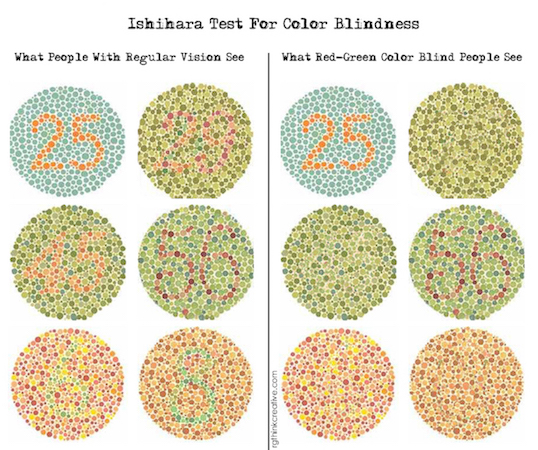 Ishihara Test For Color Blindness
What People With Regular Vision See
What Red-Green Color Blind People See
25
29
25
45
56
56
6
8
rgthinkcreative.com